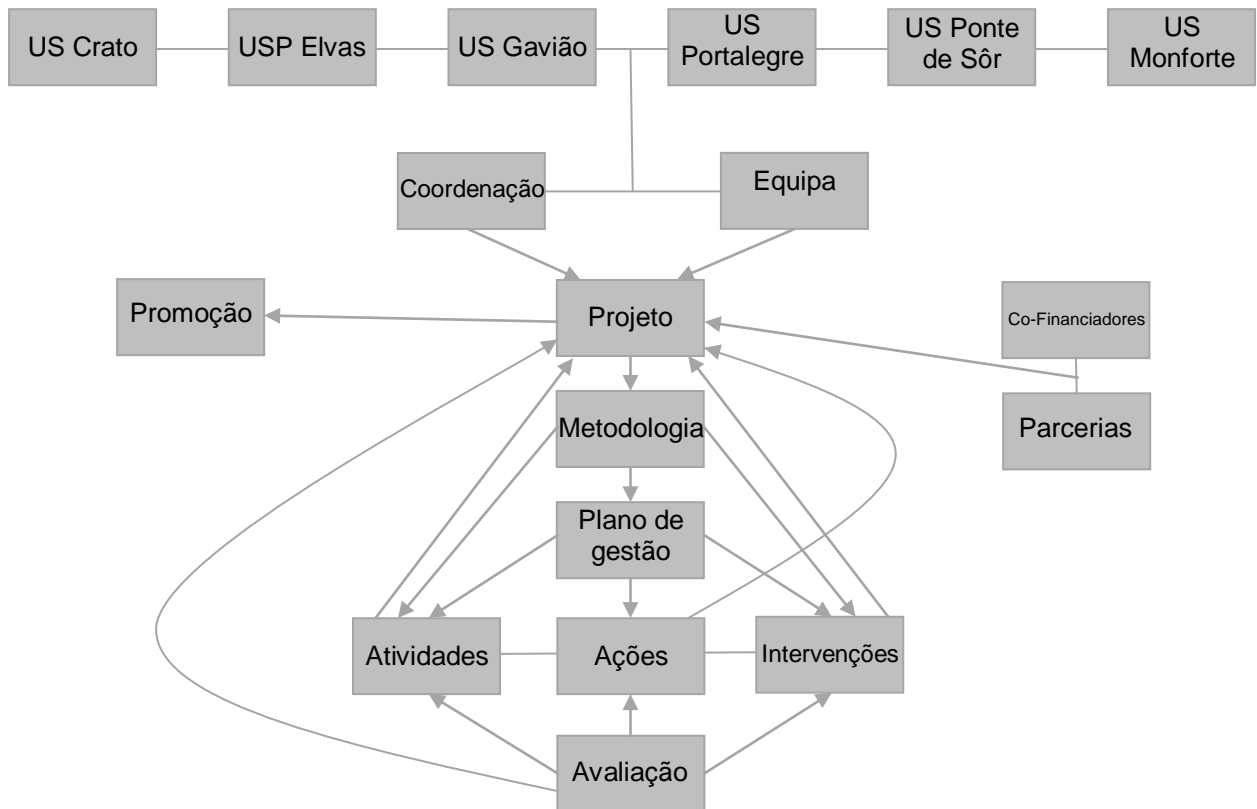 US Crato
USP Elvas
US Gavião
US
Portalegre
US Ponte
de Sôr
US
Monforte
Coordenação
Equipa
Promoção
Projeto
Co-Financiadores
Metodologia
Parcerias
Plano de
gestão
Atividades
Ações
Intervenções
Avaliação